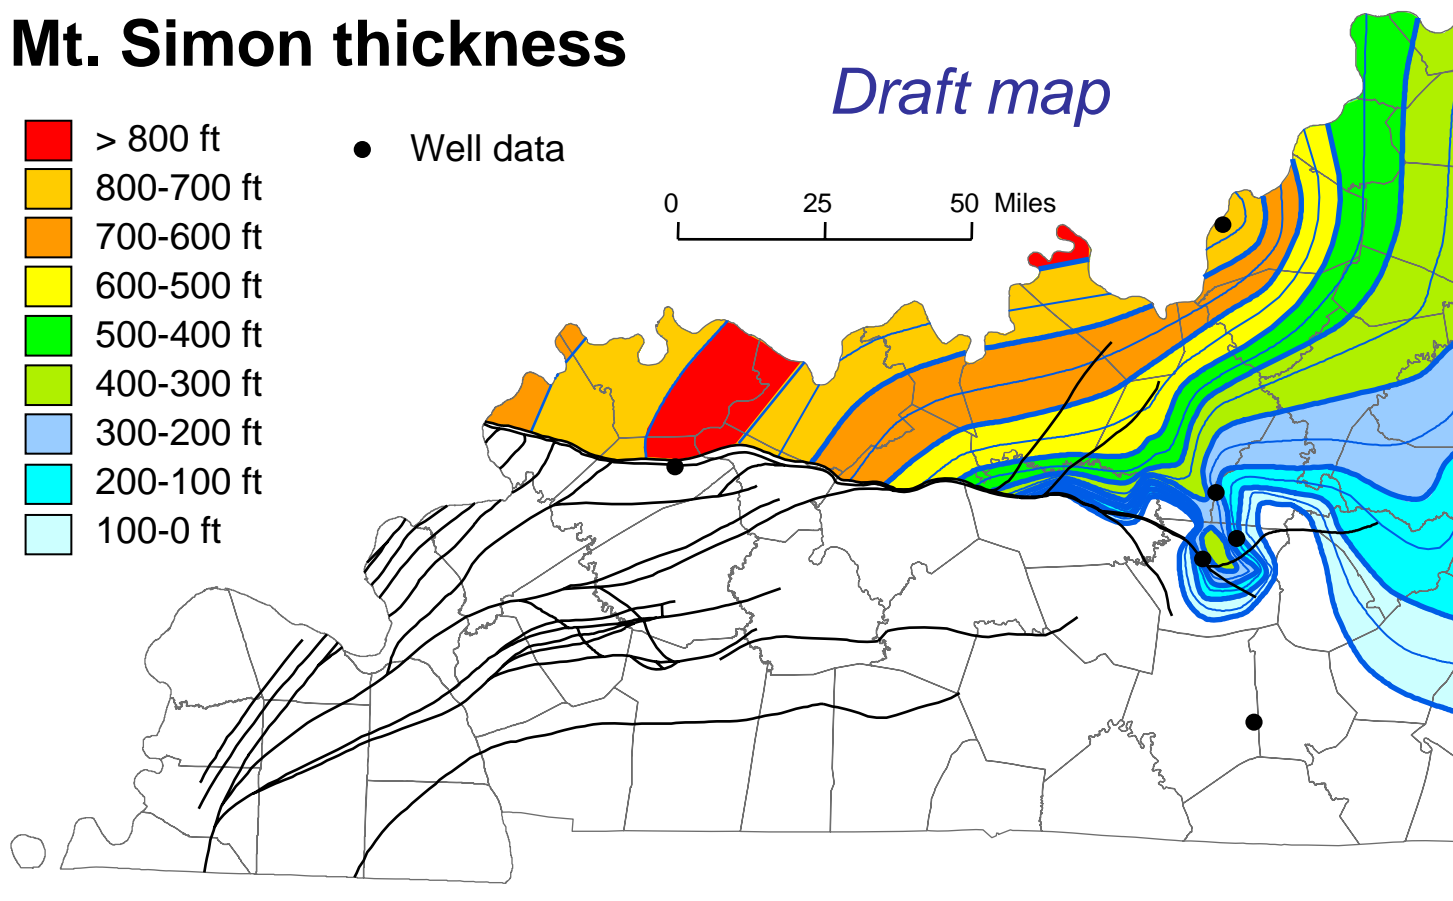 Mt. Simon thickness
Draft map
> 800 ft
800-700 ft
700-600 ft
600-500 ft
500-400 ft
400-300 ft
300-200 ft
200-100 ft
100-0 ft
Well data
0 25 50 Miles